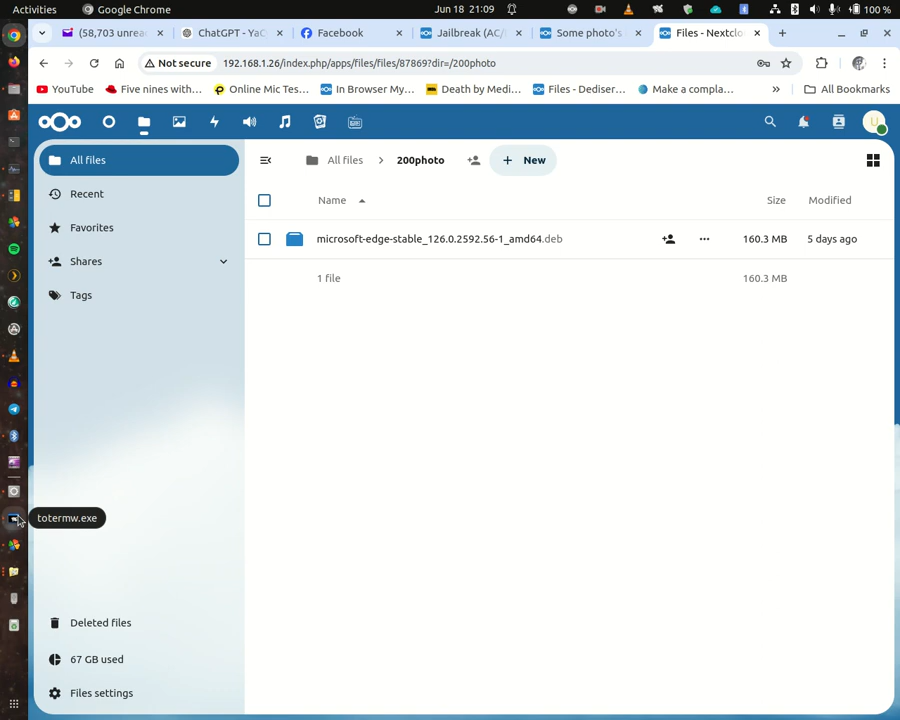 Activities
Google Chrome
Jun 18 21:09
100 %
(58,703 unrea
ChatGPT - YaC
Facebook
Jailbreak (AC/
Some photo's
Files - Nextclo
Not secure
192.168.1.26/index.php/apps/files/files/87869?dir=/200photo
YouTube
Five nines with...
Online Mic Tes...
In Browser My...
Death by Medi...
Files - Dediser...
Make a compla...
»
All Bookmarks
U
All files
All files
200photo
+ New
Recent
Name
Size
Modified
Favorites
microsoft-edge-stable_126.0.2592.56-1_amd64.deb
160.3 MB
5 days ago
Shares
1 file
160.3 MB
Tags
totermw.exe
Deleted files
67 GB used
Files settings